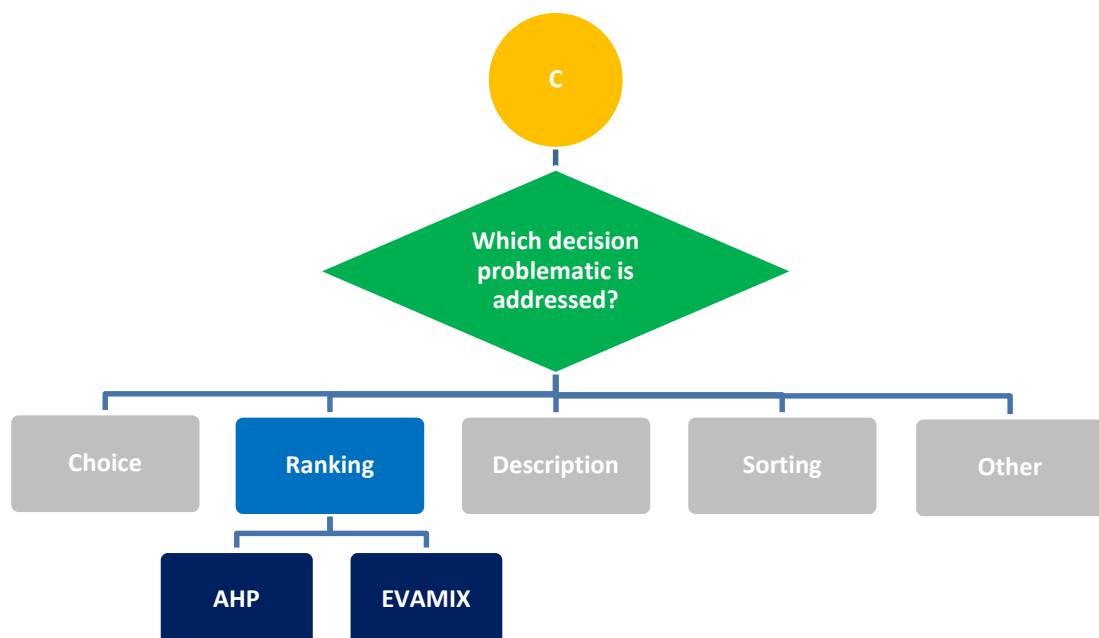 C
Which decision
problematic is
addressed?
Choice
Ranking
Description
Sorting
Other
AHP
EVAMIX